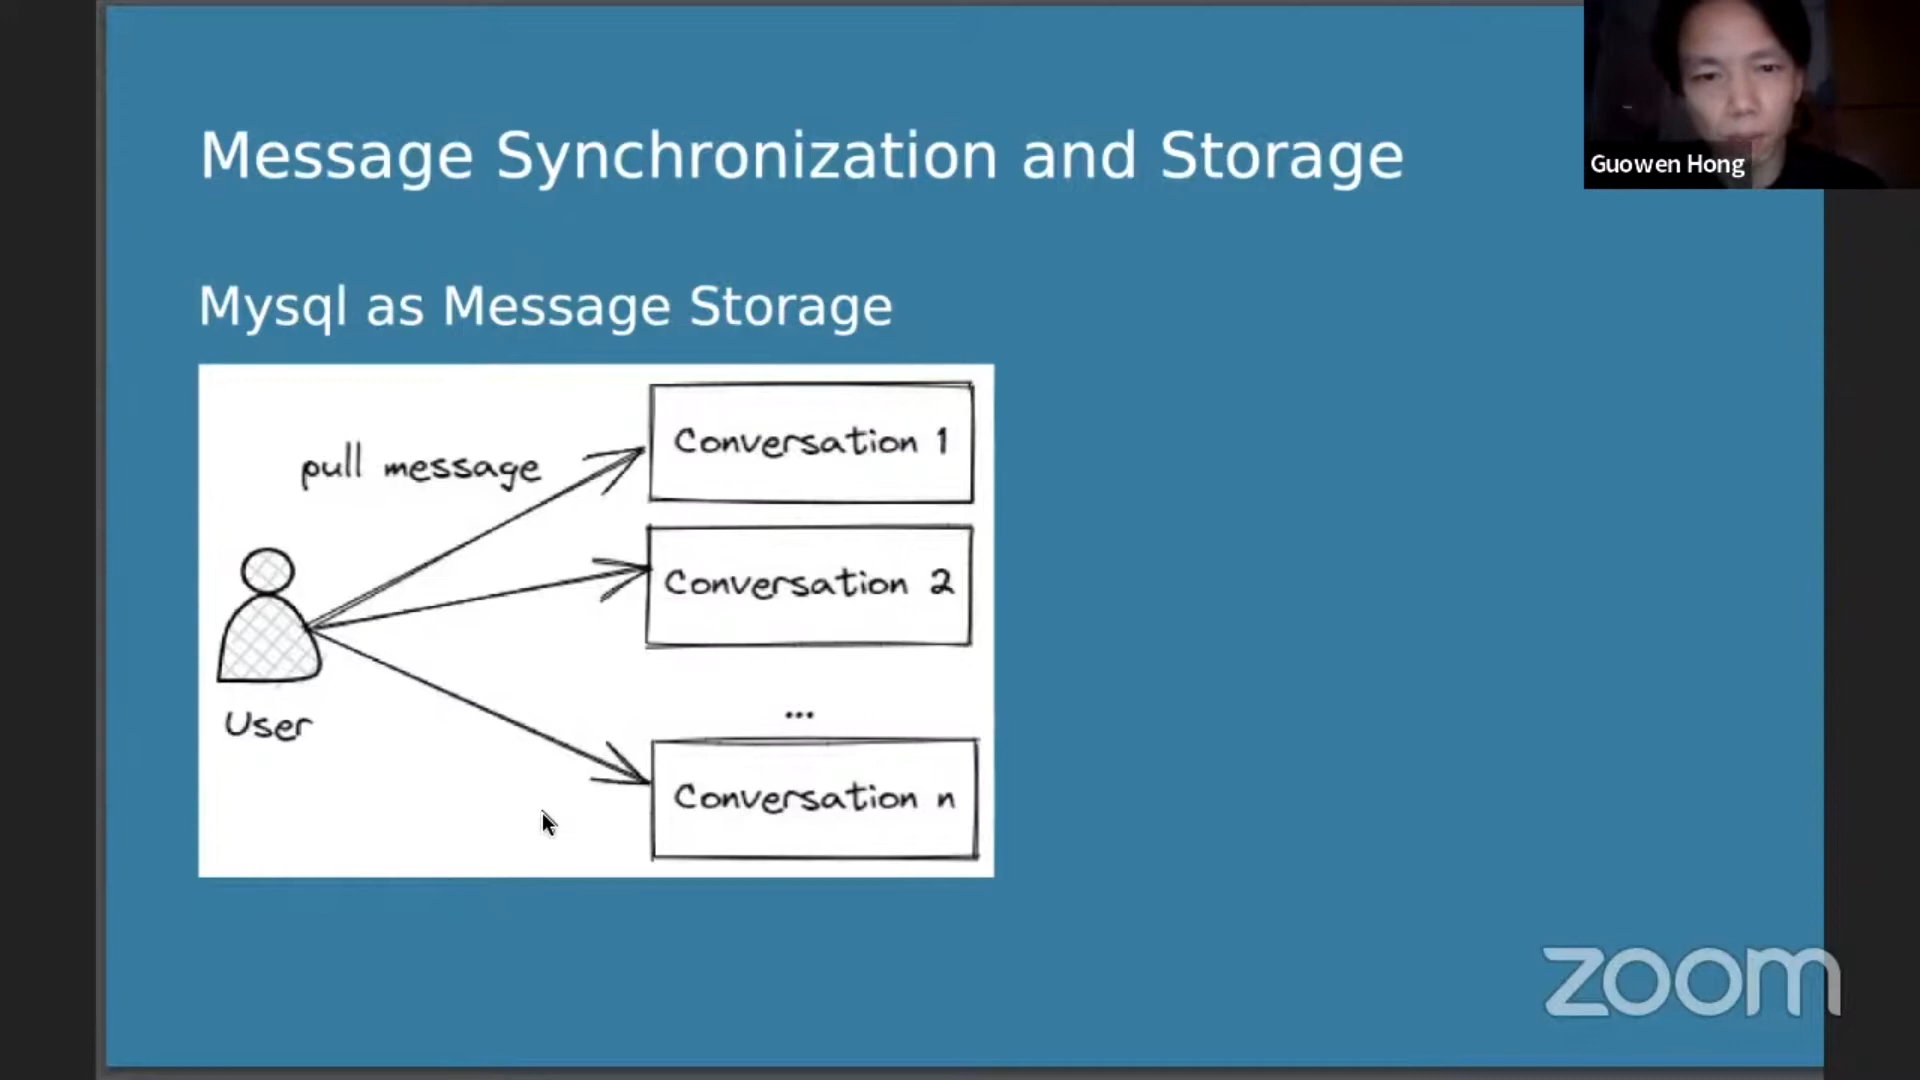 Message Synchronization and Storage
Guowen Hong
Mysql as Message Storage
pull message
Conversation 1
Conversation 2
...
Conversation n
User
zoom